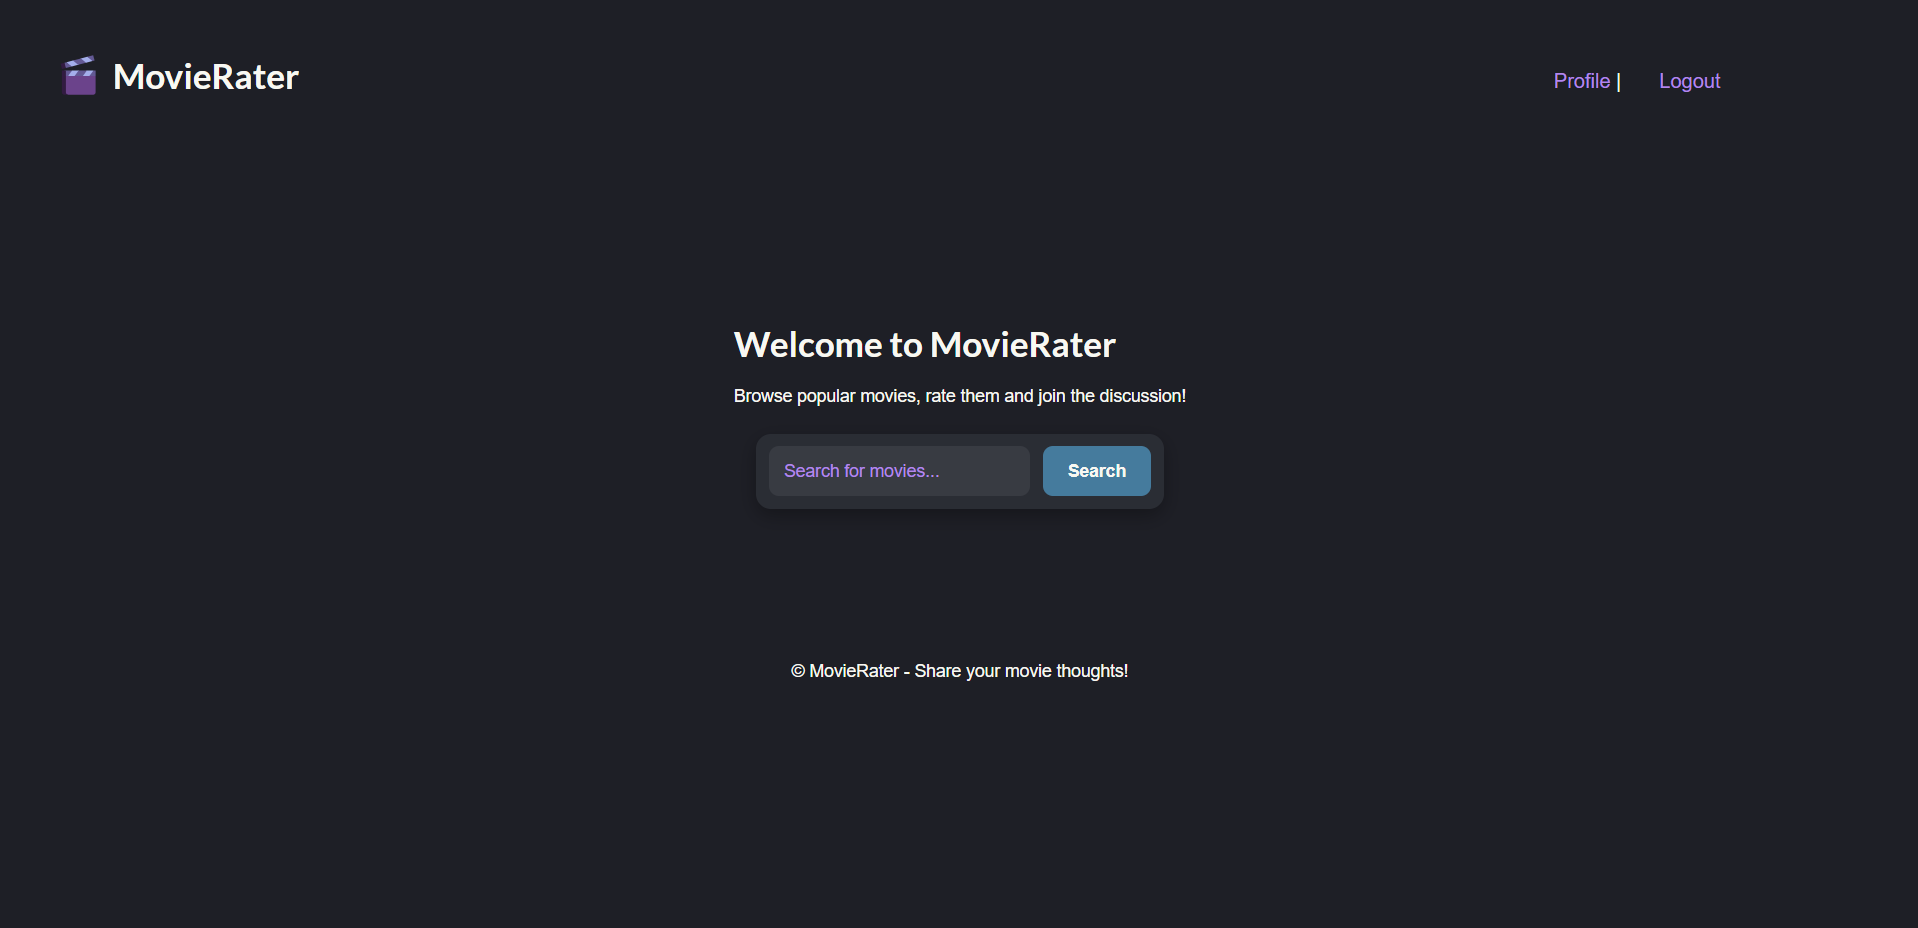 MovieRater
Profile | Logout
Welcome to MovieRater
Browse popular movies, rate them and join the discussion!
Search for movies...
Search
© MovieRater - Share your movie thoughts!